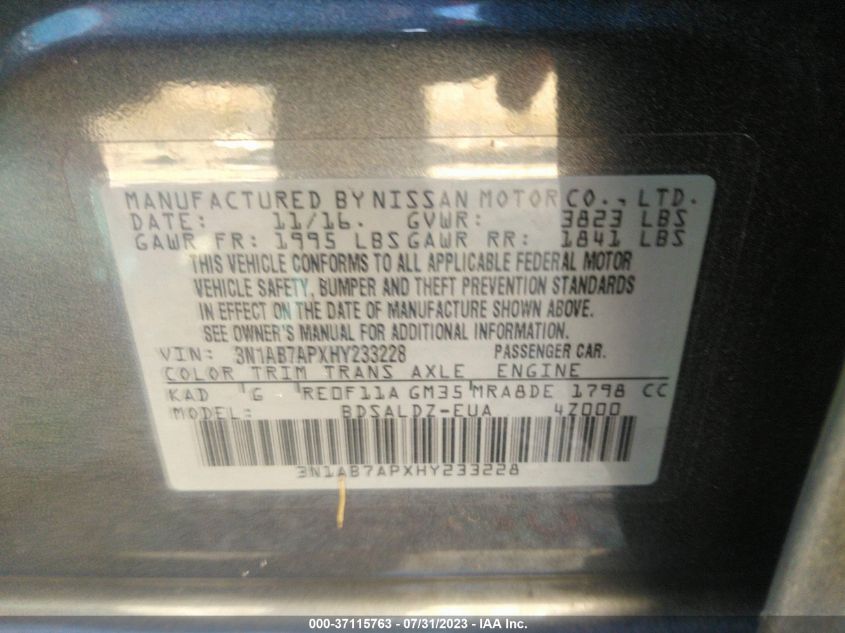 MANUFACTURED BY NISSAN MOTOR CO., LTD.
DATE: 11/16. GVWR: 3823 LBS
GAWR FR: 1995 LBS GAWR RR: 1841 LBS
THIS VEHICLE CONFORMS TO ALL APPLICABLE FEDERAL MOTOR
VEHICLE SAFETY, BUMPER AND THEFT PREVENTION STANDARDS
IN EFFECT ON THE DATE OF MANUFACTURE SHOWN ABOVE.
SEE OWNER'S MANUAL FOR ADDITIONAL INFORMATION.
VIN: 3N1AB7APXHY233228 PASSENGER CAR.
COLOR TRIM TRANS AXLE ENGINE
KAD G RE0F11A GM35 MRA8DE 1798 CC
MODEL: BDSALDZ-EUA 4Z000
3N1AB7APXHY233228
000-37115763 - 07/31/2023 - IAA Inc.